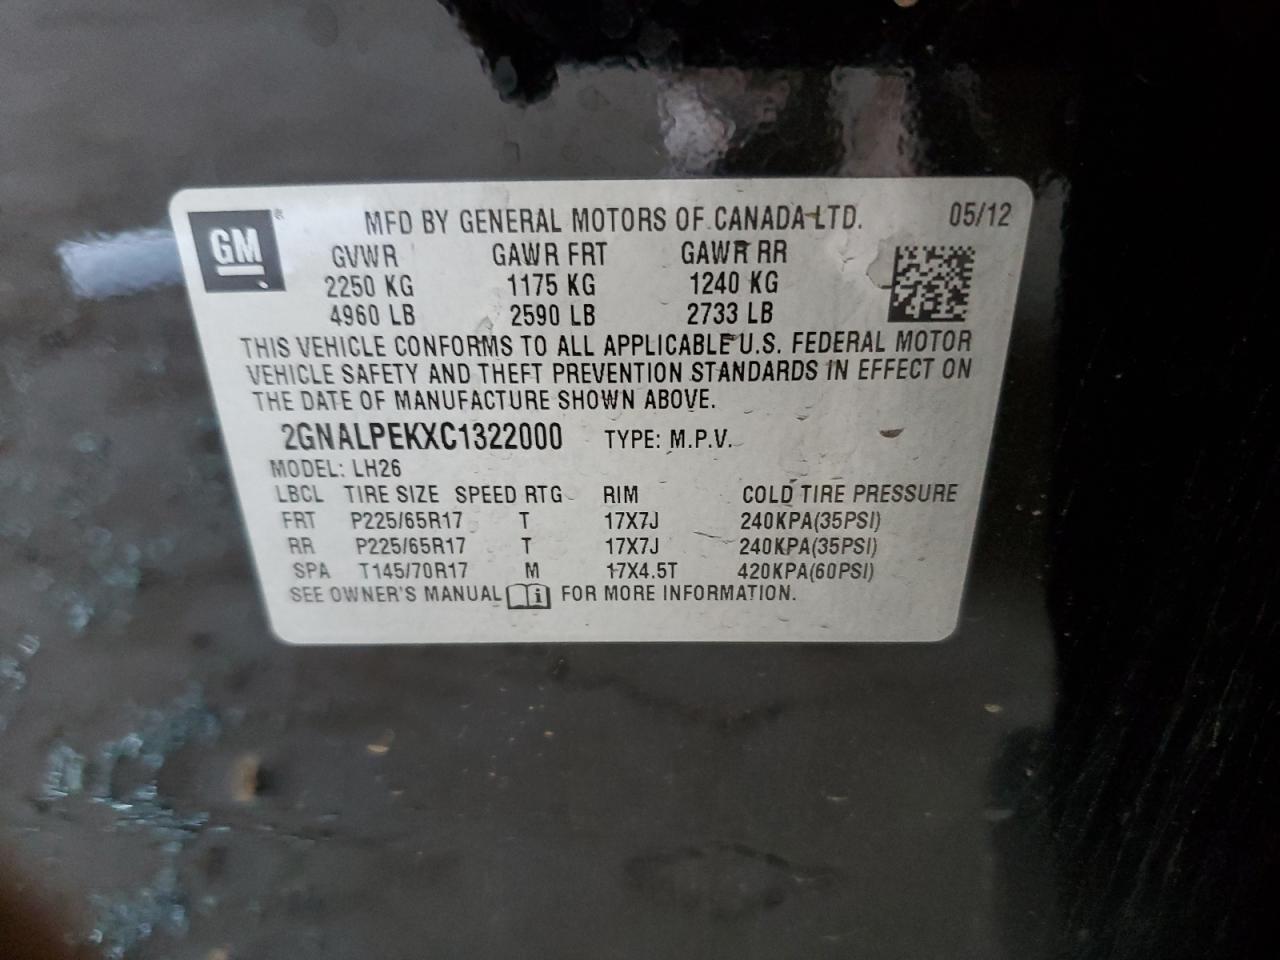 GM ® MFD BY GENERAL MOTORS OF CANADA LTD. 05/12
GVWR GAWR FRT GAWR RR
2250 KG 1175 KG 1240 KG
4960 LB 2590 LB 2733 LB
THIS VEHICLE CONFORMS TO ALL APPLICABLE U.S. FEDERAL MOTOR
VEHICLE SAFETY AND THEFT PREVENTION STANDARDS IN EFFECT ON
THE DATE OF MANUFACTURE SHOWN ABOVE.
2GNALPEKXC1322000 TYPE: M.P.V.
MODEL: LH26
LBCL TIRE SIZE SPEED RTG RIM COLD TIRE PRESSURE
FRT P225/65R17 T 17X7J 240KPA(35PSI)
RR P225/65R17 T 17X7J 240KPA(35PSI)
SPA T145/70R17 M 17X4.5T 420KPA(60PSI)
SEE OWNER'S MANUAL i FOR MORE INFORMATION.